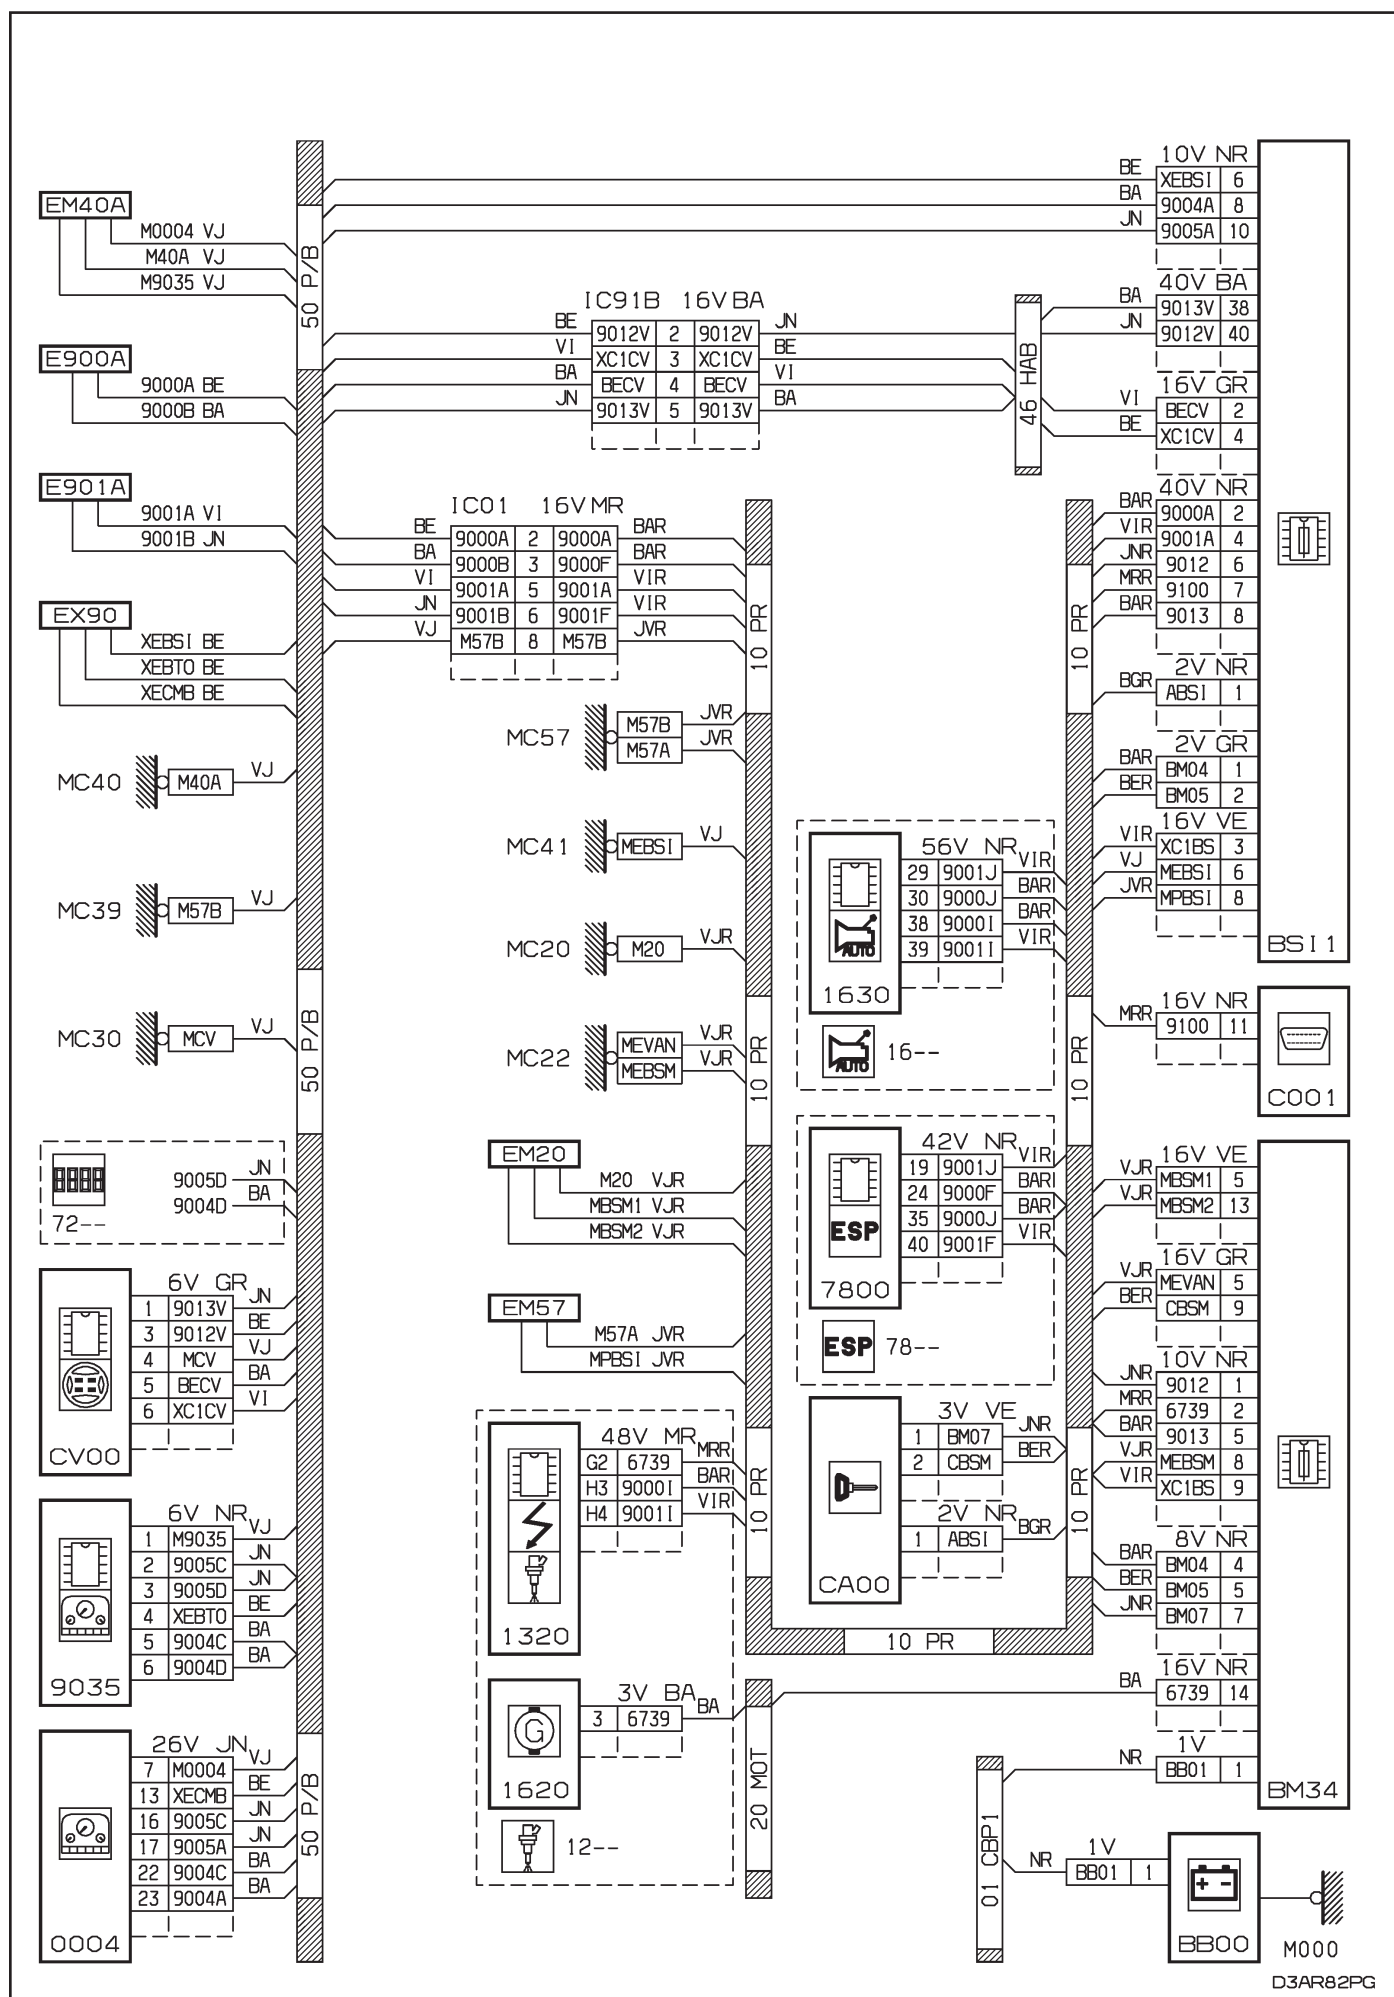 EM40A
M0004 VJ
M40A VJ
M9035 VJ
E900A
9000A BE
9000B BA
E901A
9001A VI
9001B JN
EX90
XEBSI BE
XEBTO BE
XECMB BE
MC40 M40A VJ
MC39 M57B VJ
MC30 MCV VJ
72--
9005D JN
9004D BA
CV00
6V GR
1 9013V JN
3 9012V BE
4 MCV VJ
5 BECV BA
6 XC1CV VI
9035
6V NR
1 M9035 VJ
2 9005C JN
3 9005D JN
4 XEBTO BE
5 9004C BA
6 9004D BA
0004
26V JN
7 M0004 VJ
13 XECMB BE
16 9005C JN
17 9005A JN
22 9004C BA
23 9004A BA
50 P/B
50 P/B
50 P/B
IC91B 16V BA
BE 9012V 2 9012V JN
VI XC1CV 3 XC1CV BE
BA BECV 4 BECV VI
JN 9013V 5 9013V BA
46 HAB
IC01 16V MR
BE 9000A 2 9000A BAR
BA 9000B 3 9000F BAR
VI 9001A 5 9001A VIR
JN 9001B 6 9001F VIR
VJ M57B 8 M57B JVR
MC57
M57B JVR
M57A JVR
MC41 MEBSI VJ
MC20 M20 VJR
MC22
MEVAN VJR
MEBSM VJR
EM20
M20 VJR
MBSM1 VJR
MBSM2 VJR
EM57
M57A JVR
MPBSI JVR
1320
48V MR
G2 6739 MRR
H3 9000I BAR
H4 9001I VIR
G
1620
3V BA
3 6739 BA
12--
10 PR
10 PR
10 PR
10 PR
10 PR
10 PR
10 PR
20 MOT
01 CBP1
AUTO
1630
56V NR
29 9001J VIR
30 9000J BAR
38 9000I BAR
39 9001I VIR
AUTO
16--
ESP
7800
42V NR
19 9001J VIR
24 9000F BAR
35 9000J BAR
40 9001F VIR
ESP
78--
CA00
3V VE
1 BM07 JNR
2 CBSM BER
2V NR
1 ABSI BGR
BSI1
10V NR
BE XEBSI 6
BA 9004A 8
JN 9005A 10
40V BA
BA 9013V 38
JN 9012V 40
16V GR
VI BECV 2
BE XC1CV 4
40V NR
BAR 9000A 2
VIR 9001A 4
JNR 9012 6
MRR 9100 7
BAR 9013 8
2V NR
BGR ABSI 1
2V GR
BAR BM04 1
BER BM05 2
16V VE
VIR XC1BS 3
VJ MEBSI 6
JVR MPBSI 8
C001
16V NR
MRR 9100 11
BM34
16V VE
VJR MBSM1 5
VJR MBSM2 13
16V GR
VJR MEVAN 5
BER CBSM 9
10V NR
JNR 9012 1
MRR 6739 2
BAR 9013 5
VJR MEBSM 8
VIR XC1BS 9
8V NR
BAR BM04 4
BER BM05 5
JNR BM07 7
16V NR
BA 6739 14
1V
NR BB01 1
1V
NR BB01 1
+ -
BB00
M000
D3AR82PG